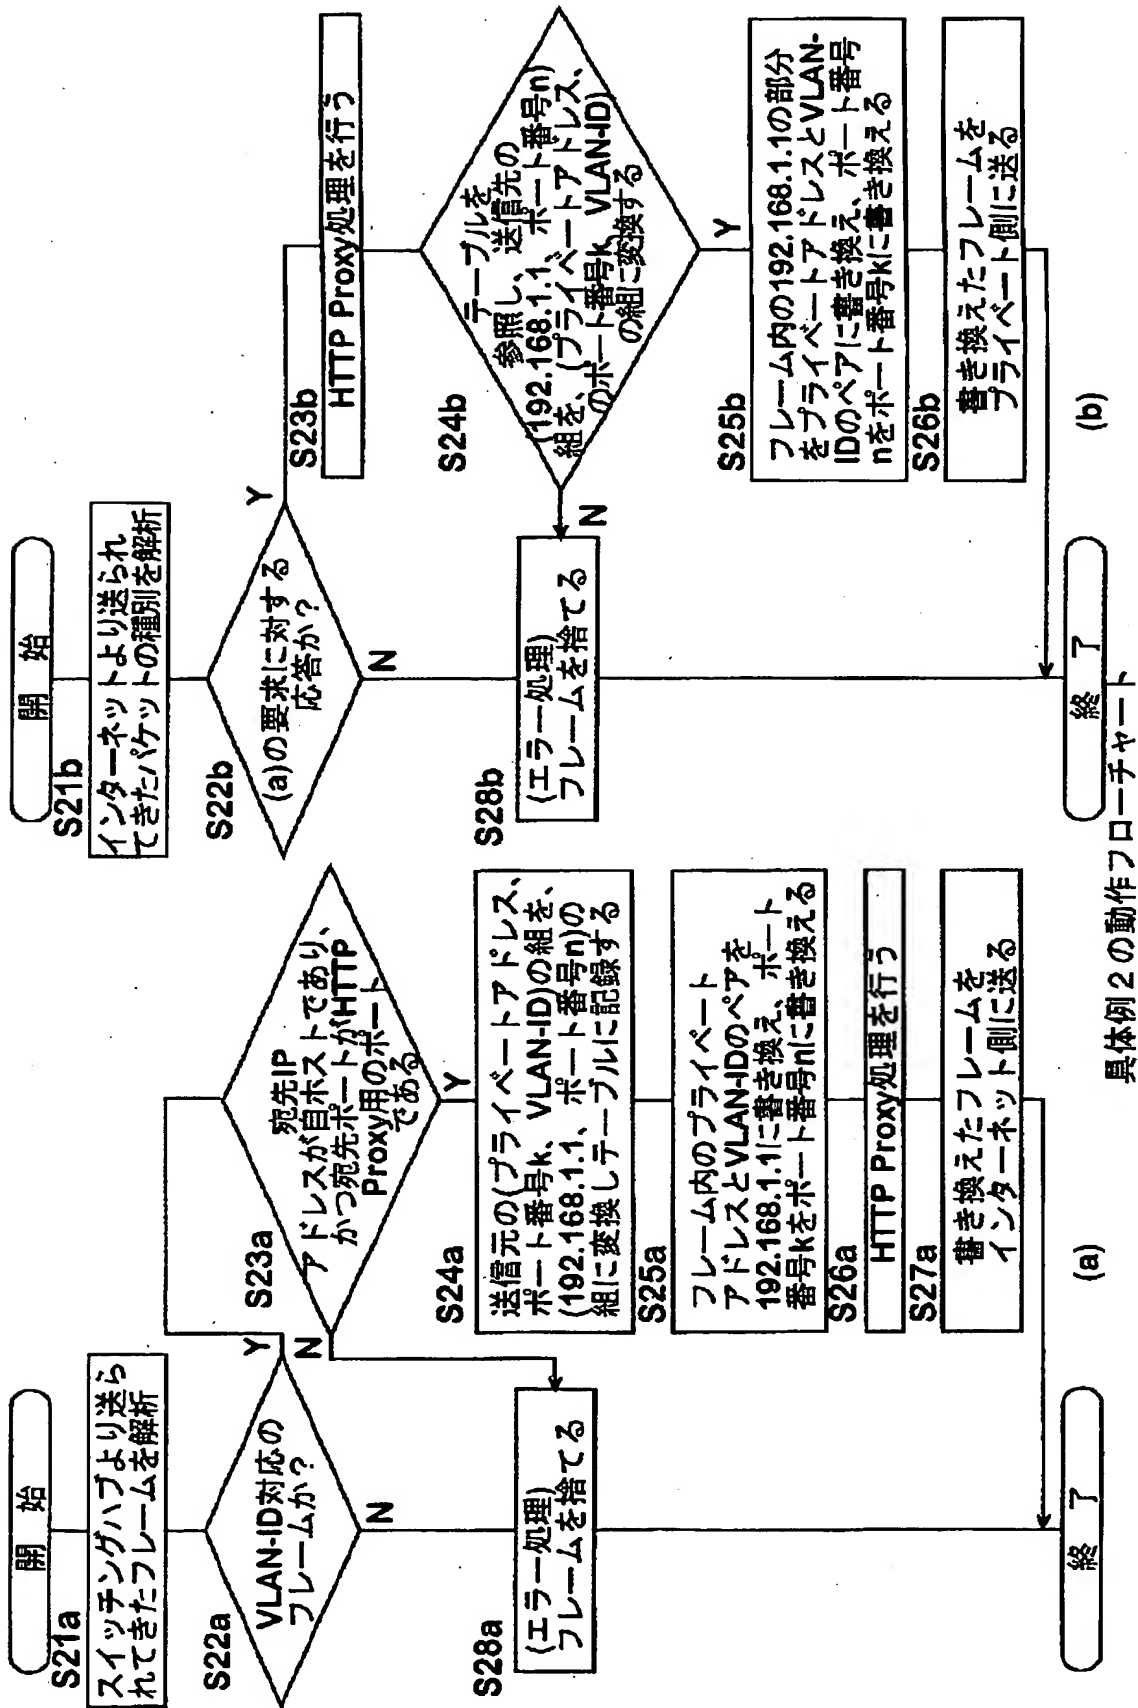 開 始
S21a
スイッチングハブより送ら
れてきたフレームを解析
S22a
VLAN-ID対応の
フレームか?
Y
N
S28a
(エラー処理)
フレームを捨てる
S23a
宛先IP
アドレスが自ホストであり、
かつ宛先ポートがHTTP
Proxy用のポート
である
N
Y
S24a
送信元の(プライベートアドレス、
ポート番号k、VLAN-ID)の組を、
(192.168.1.1、ポート番号n)の
組に変換しテーブルに記録する
S25a
フレーム内のプライベート
アドレスとVLAN-IDのペアを
192.168.1.1に書き換え、ポート
番号kをポート番号nに書き換える
S26a
HTTP Proxy処理を行う
S27a
書き換えたフレームを
インターネット側に送る
終 了
(a)
開 始
S21b
インターネットより送られ
てきたパケットの種別を解析
S22b
(a)の要求に対する
応答か?
Y
N
S28b
(エラー処理)
フレームを捨てる
S23b
HTTP Proxy処理を行う
S24b
テーブルを
参照し、送信先の
(192.168.1.1、ポート番号n)
組を、(プライベートアドレス、
のポート番号k、VLAN-ID)
の組に変換する
N
Y
S25b
フレーム内の192.168.1.1の部分
をプライベートアドレスとVLAN-
IDのペアに書き換え、ポート番号
nをポート番号kに書き換える
S26b
書き換えたフレームを
プライベート側に送る
終 了
(b)
具体例2の動作フローチャート